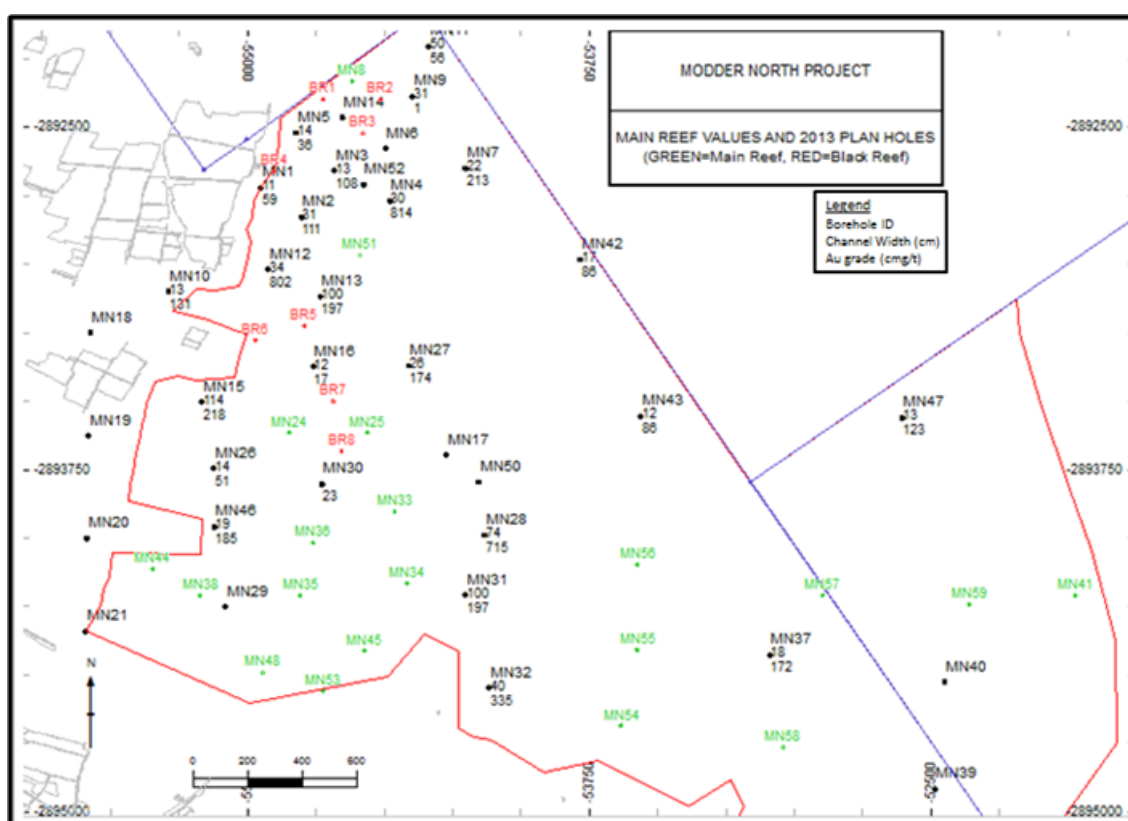 -55000
-53750
MN11
50
56
MODDER NORTH PROJECT
MAIN REEF VALUES AND 2013 PLAN HOLES
(GREEN=Main Reef, RED=Black Reef)
Legend
Borehole ID
Channel Width (cm)
Au grade (cmg/t)
MN8
BR1
BR2
MN9
31
1
MN14
-2892500
-2892500
MN5
14
36
BR3
MN6
BR4
MN1
11
59
MN3
13
108
MN52
MN7
22
213
MN4
30
814
MN2
31
111
MN51
MN42
17
86
MN12
34
802
MN10
13
131
MN13
100
197
MN18
BR5
BR6
MN16
12
17
MN27
26
174
MN15
114
218
BR7
MN43
12
86
MN47
13
123
MN19
MN24
MN25
BR8
MN17
-2893750
-2893750
MN26
14
51
MN30
23
MN50
MN33
MN46
19
185
MN20
MN36
MN28
74
715
MN44
MN56
MN38
MN35
MN34
MN31
100
197
MN57
MN59
MN41
MN29
MN21
MN45
MN55
MN37
18
172
N
MN48
MN53
MN32
40
335
MN40
MN54
MN58
0
200
400
600
MN39
-53750
-52500
-2895000
-2895000